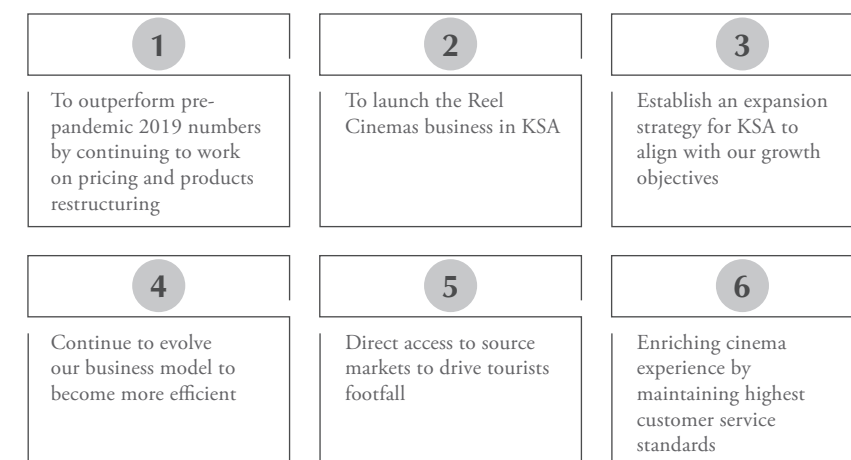 1
To outperform pre-
pandemic 2019 numbers
by continuing to work
on pricing and products
restructuring
2
To launch the Reel
Cinemas business in KSA
3
Establish an expansion
strategy for KSA to
align with our growth
objectives
4
Continue to evolve
our business model to
become more efficient
5
Direct access to source
markets to drive tourists
footfall
6
Enriching cinema
experience by
maintaining highest
customer service
standards